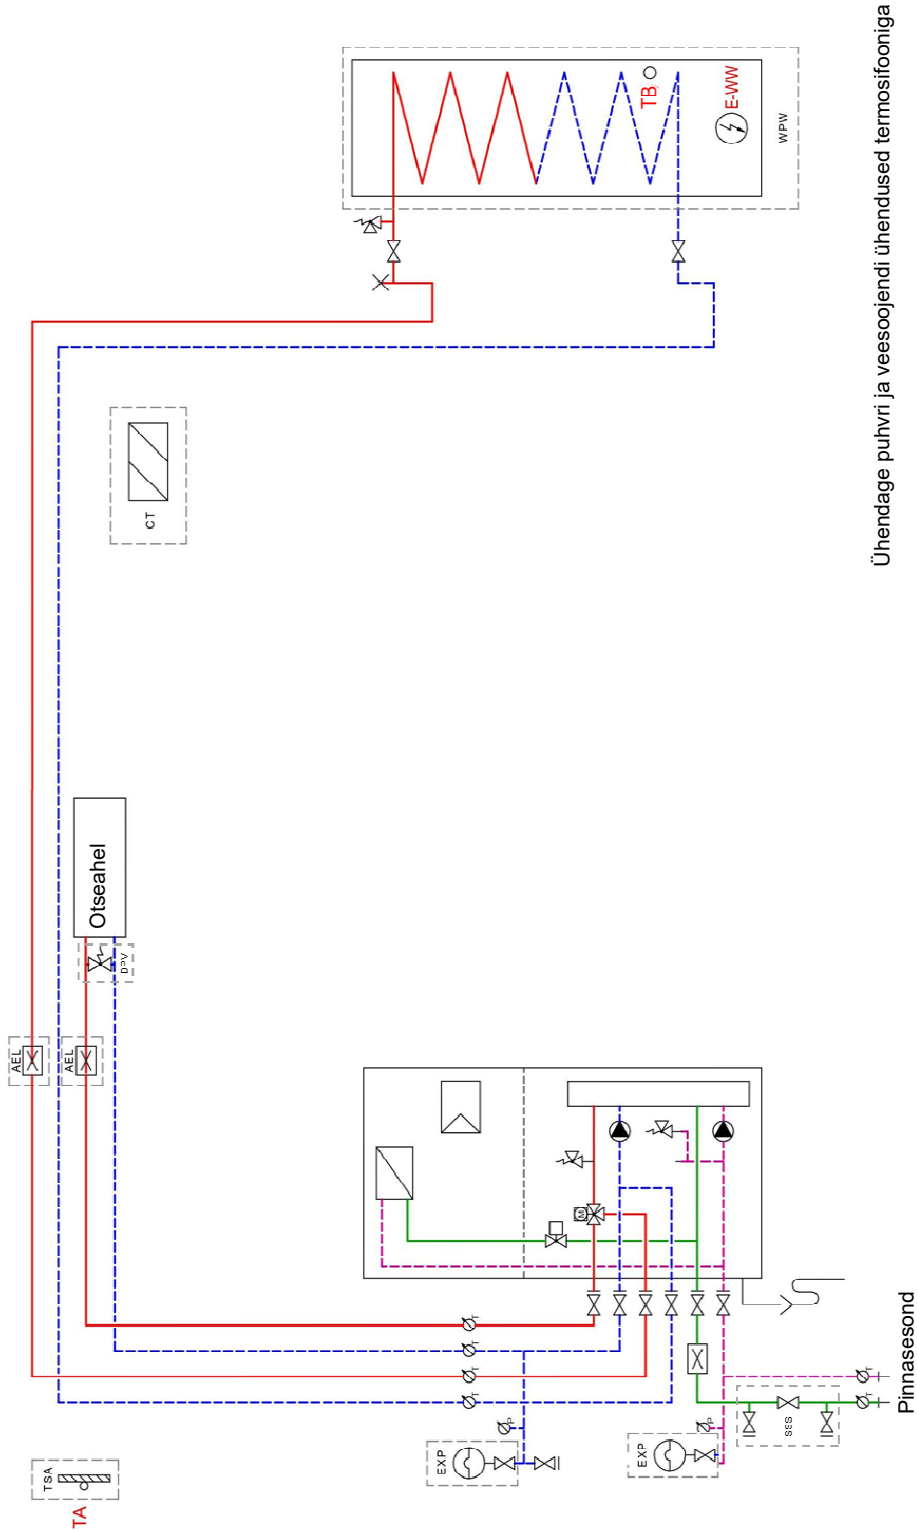 TB
E-WW
WPW
CT
Otseahel
DPV
AEL
AEL
M
T
T
T
T
P
P
EXP
EXP
SSS
T
T
TSA
TA
Pinnasesond
Ühendage puhvri ja veesoojendi ühendused termosifooniga